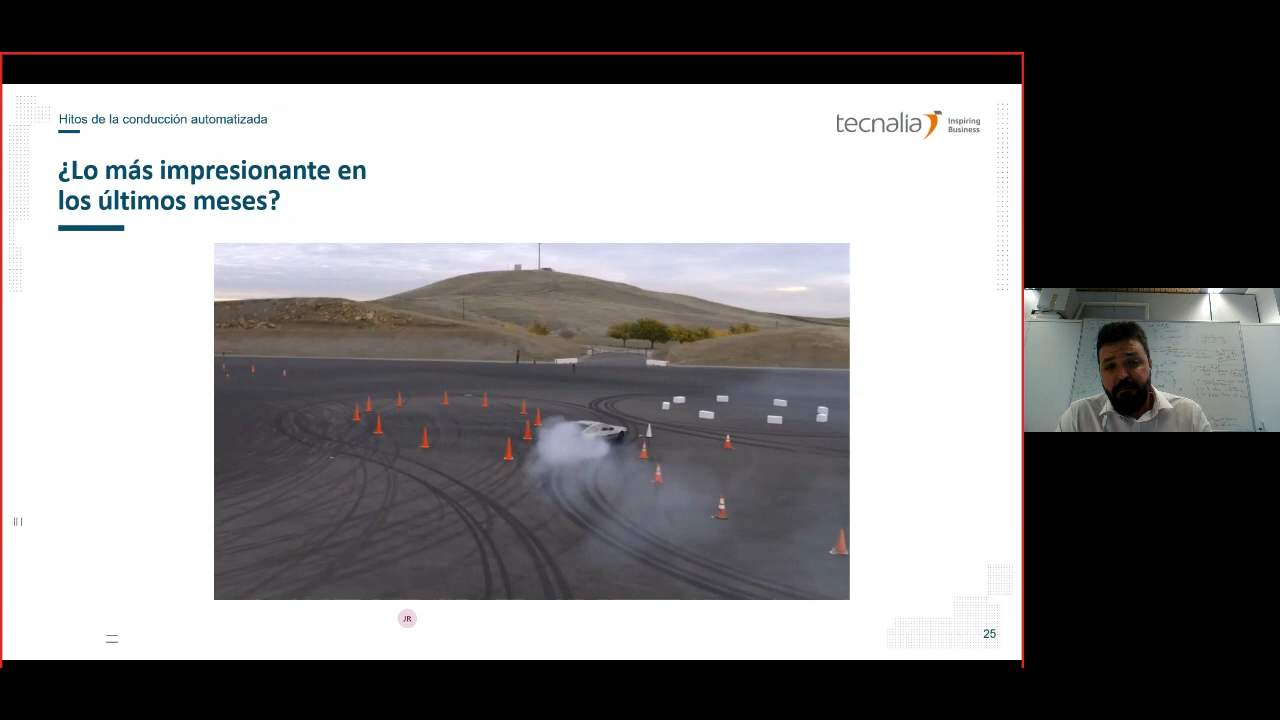 Hitos de la conducción automatizada
tecnalia Inspiring
Business
¿Lo más impresionante en
los últimos meses?
JR
25